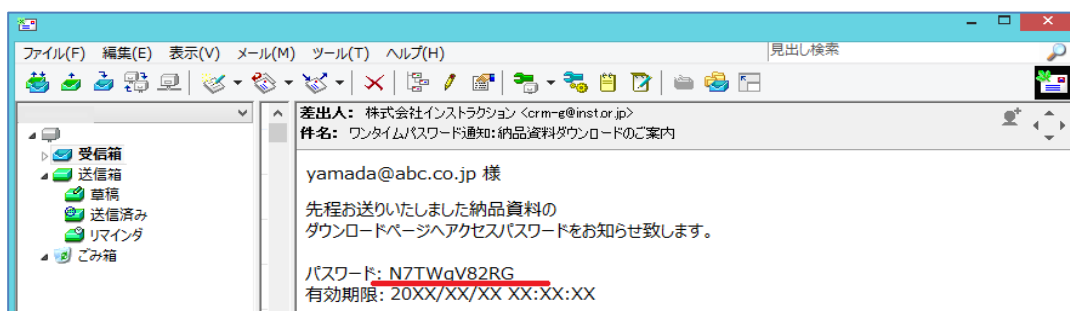 ファイル(F) 編集(E) 表示(V) メール(M) ツール(T) ヘルプ(H)
見出し検索
差出人: 株式会社インストラクション <crm-g@instor.jp>
件名: ワンタイムパスワード通知:納品資料ダウンロードのご案内
受信箱
送信箱
草稿
送信済み
リマインダ
ごみ箱
yamada@abc.co.jp 様
先程お送りいたしました納品資料の
ダウンロードページへアクセスパスワードをお知らせ致します。
パスワード: N7TWqV82RG
有効期限: 20XX/XX/XX XX:XX:XX